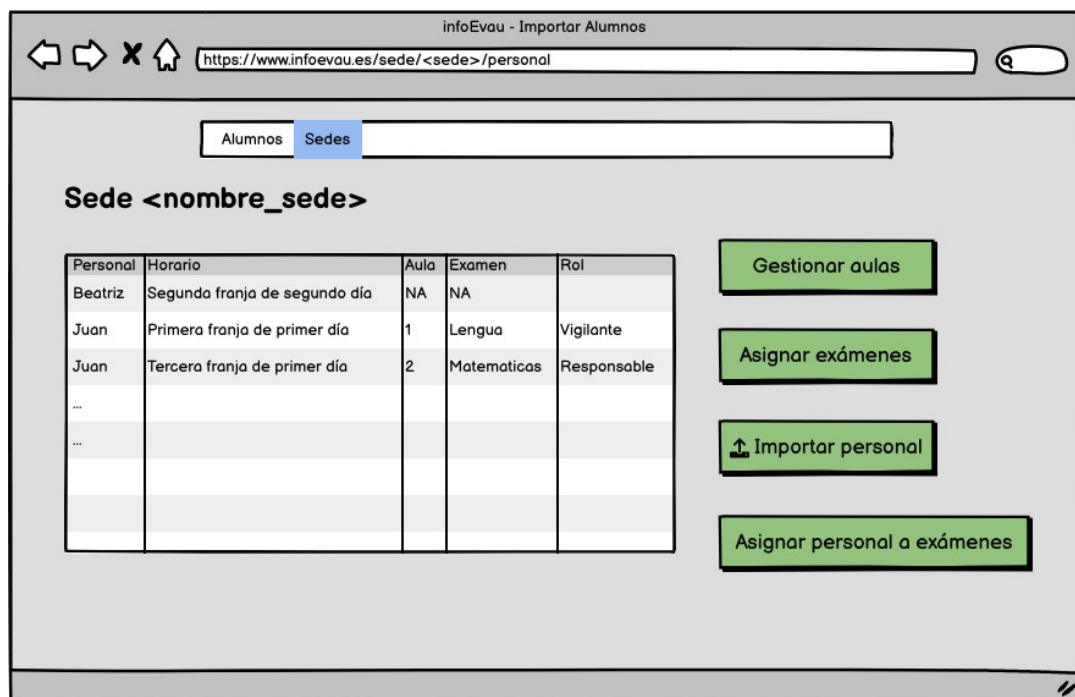 infoEvau - Importar Alumnos
https://www.infoevau.es/sede/<sede>/personal
Alumnos Sedes
Sede <nombre_sede>
Personal Horario Aula Examen Rol
Beatriz Segunda franja de segundo día NA NA
Juan Primera franja de primer día 1 Lengua Vigilante
Juan Tercera franja de primer día 2 Matematicas Responsable
...
...
Gestionar aulas
Asignar exámenes
Importar personal
Asignar personal a exámenes